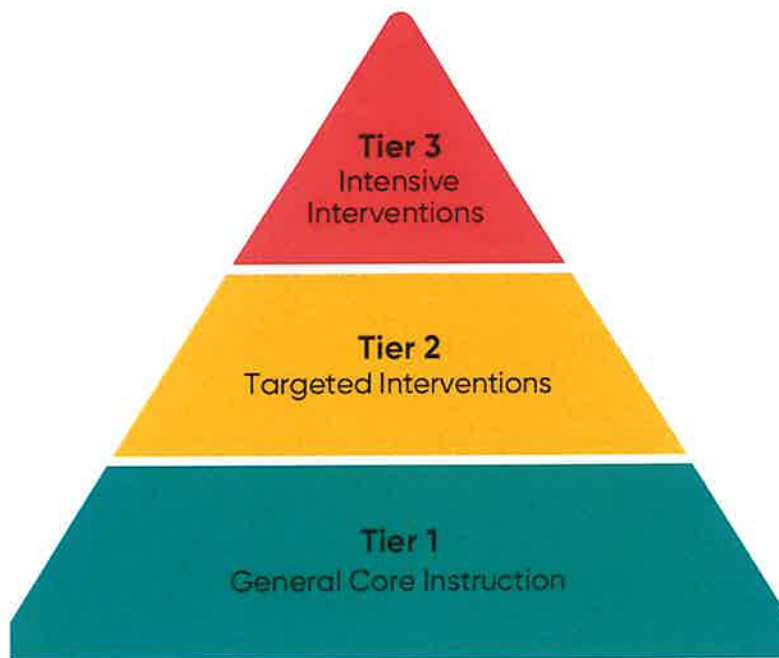 Tier 3
Intensive
Interventions
Tier 2
Targeted Interventions
Tier 1
General Core Instruction